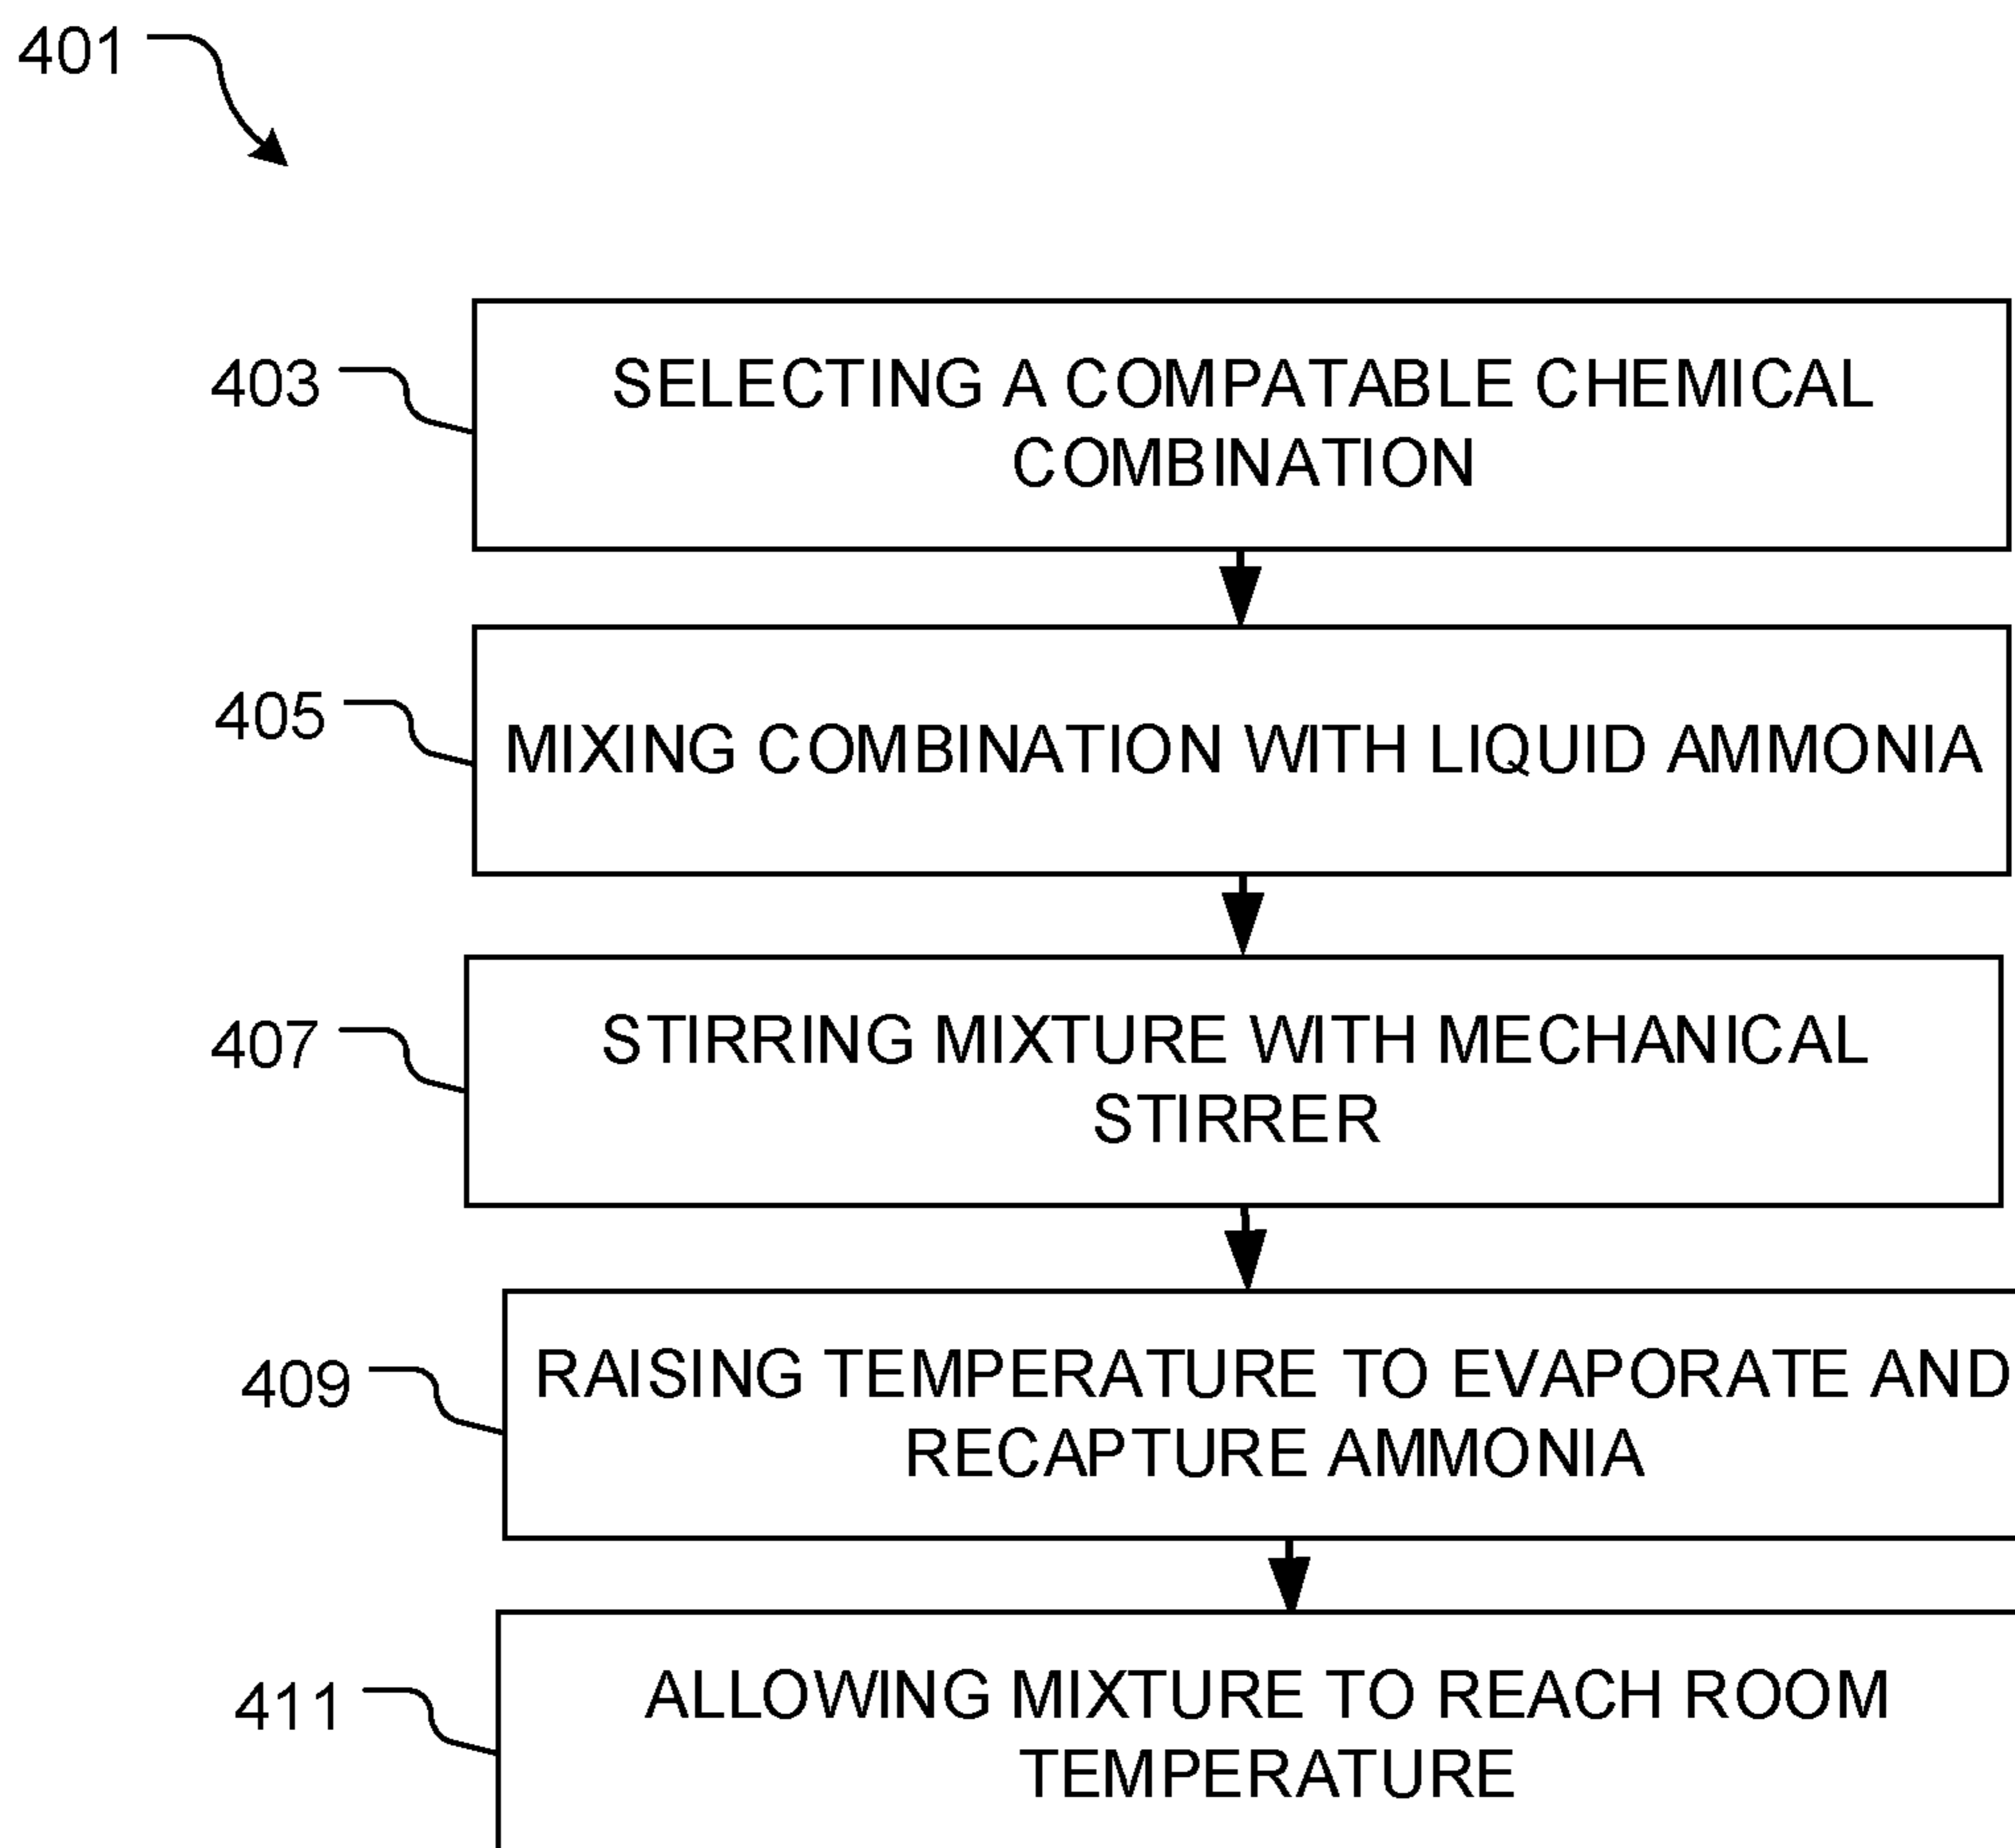 401
403
SELECTING A COMPATABLE CHEMICAL
COMBINATION
405
MIXING COMBINATION WITH LIQUID AMMONIA
407
STIRRING MIXTURE WITH MECHANICAL
STIRRER
409
RAISING TEMPERATURE TO EVAPORATE AND
RECAPTURE AMMONIA
411
ALLOWING MIXTURE TO REACH ROOM
TEMPERATURE